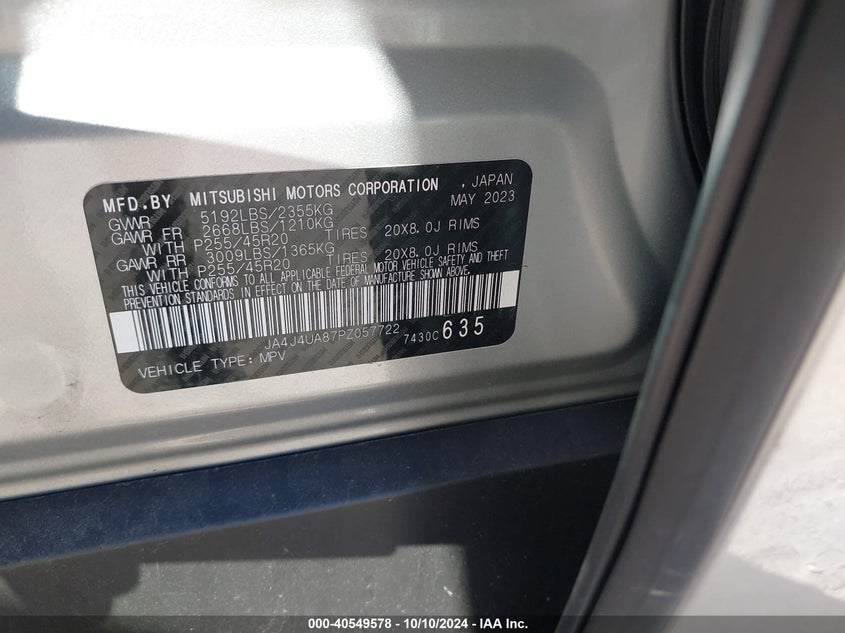 MFD.BY MITSUBISHI MOTORS CORPORATION , JAPAN
GVWR 5192LBS/2355KG MAY 2023
GAWR FR 2668LBS/1210KG
WITH P255/45R20 TIRES 20X8.0J RIMS
GAWR RR 3009LBS/1365KG
WITH P255/45R20 TIRES 20X8.0J RIMS
THIS VEHICLE CONFORMS TO ALL APPLICABLE FEDERAL MOTOR VEHICLE SAFETY AND THEFT
PREVENTION STANDARDS IN EFFECT ON THE DATE OF MANUFACTURE SHOWN ABOVE.
JA4J4UA87PZ057722 7430C 635
VEHICLE TYPE: MPV
000-40549578 - 10/10/2024 - IAA Inc.